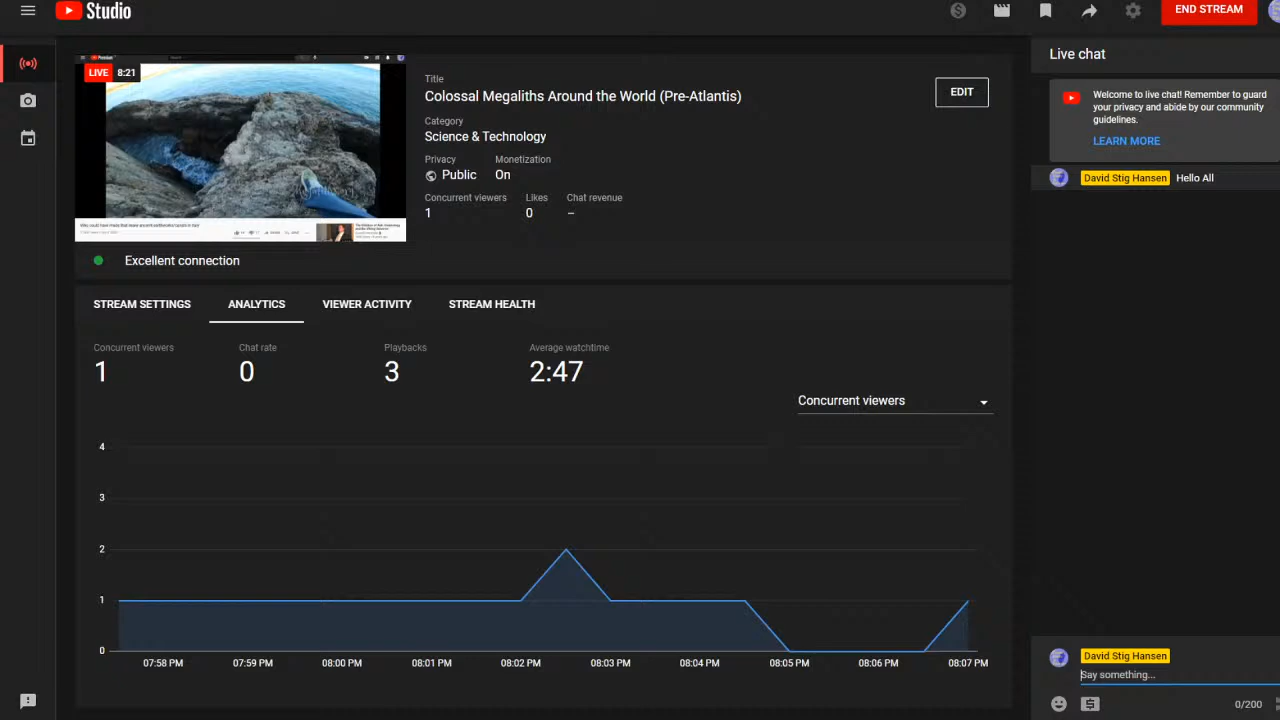 Studio
END STREAM
LIVE 8:21
Title
Colossal Megaliths Around the World (Pre-Atlantis)
EDIT
Category
Science & Technology
Privacy Monetization
Public On
Concurrent viewers Likes Chat revenue
1 0 –
Excellent connection
STREAM SETTINGS ANALYTICS VIEWER ACTIVITY STREAM HEALTH
Concurrent viewers Chat rate Playbacks Average watchtime
1 0 3 2:47
Concurrent viewers
4
3
2
1
0
07:58 PM 07:59 PM 08:00 PM 08:01 PM 08:02 PM 08:03 PM 08:04 PM 08:05 PM 08:06 PM 08:07 PM
Live chat
Welcome to live chat! Remember to guard
your privacy and abide by our community
guidelines.
LEARN MORE
David Stig Hansen Hello All
David Stig Hansen
Say something...
0/200